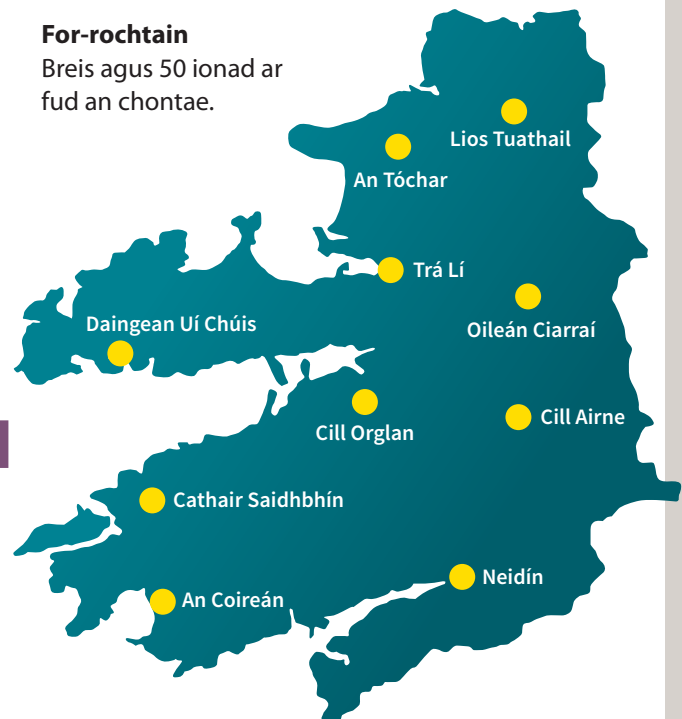 For-rochtain
Breis agus 50 ionad ar
fud an chontae.
Lios Tuathail
An Tóchar
Trá Lí
Daingean Uí Chúis
Oileán Ciarraí
Cill Airne
Cill Orglan
Cathair Saidhbhín
Neidín
An Coireán